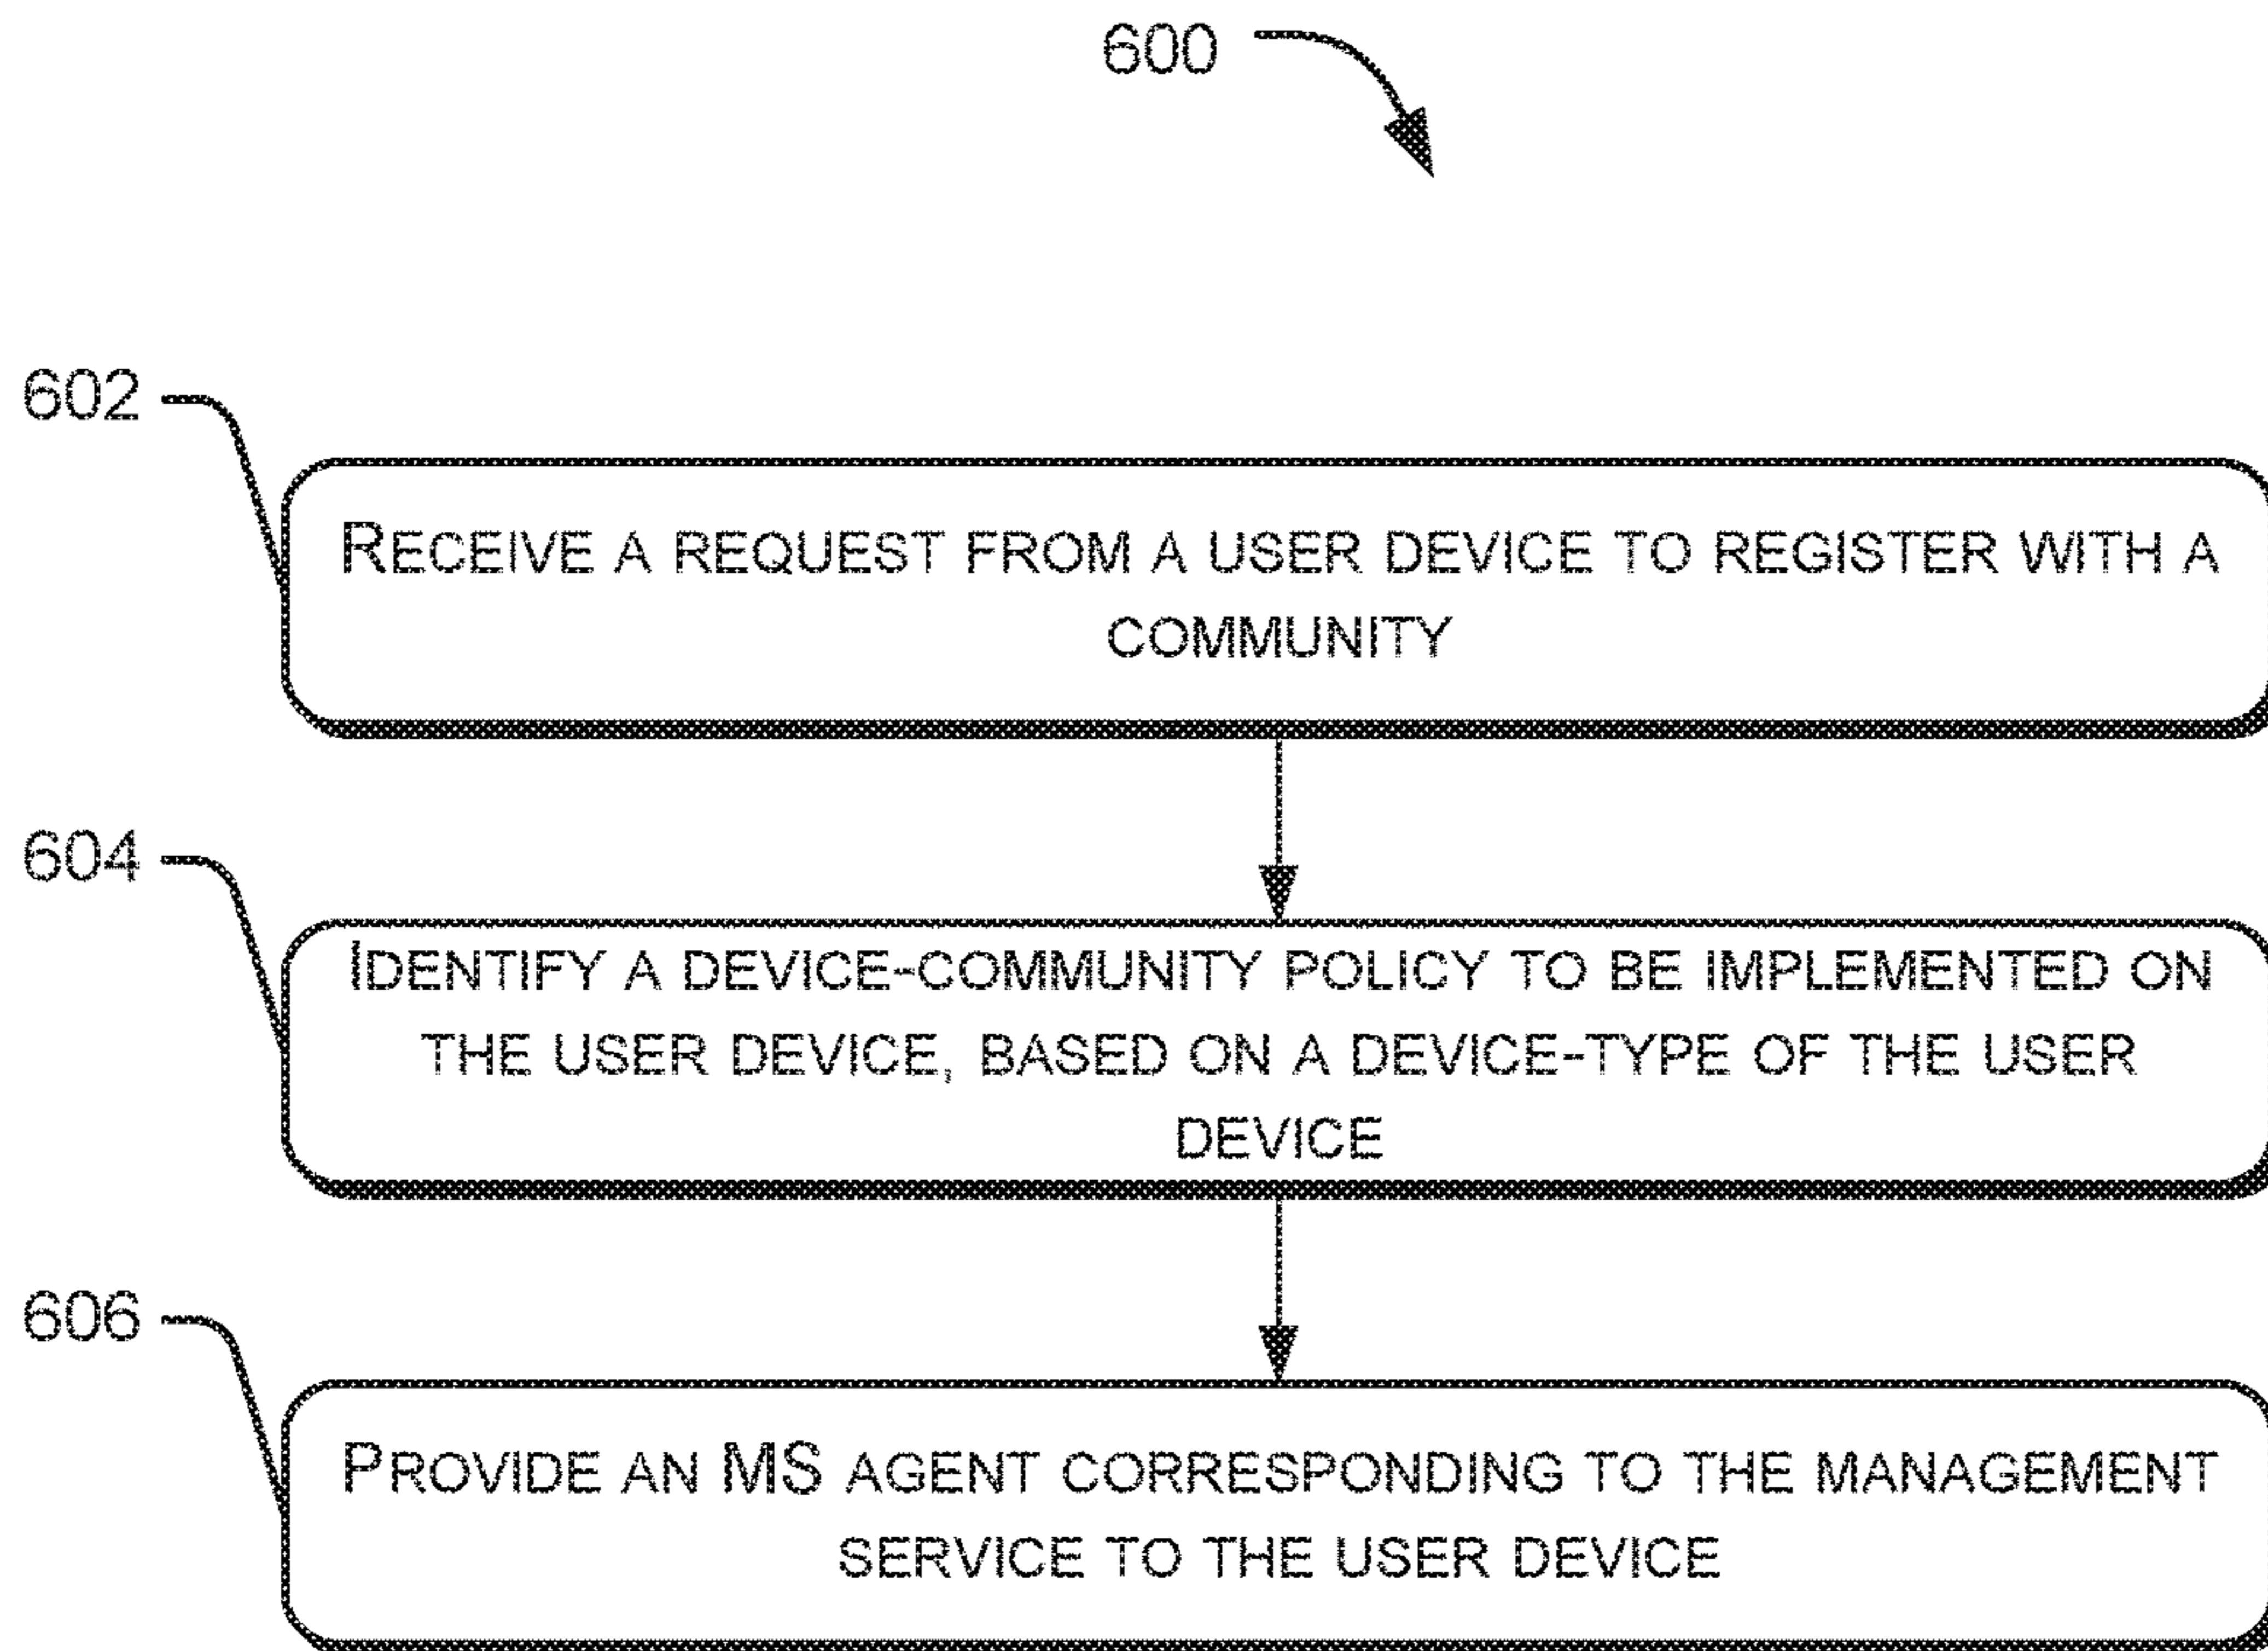 600
602
RECEIVE A REQUEST FROM A USER DEVICE TO REGISTER WITH A
COMMUNITY
604
IDENTIFY A DEVICE-COMMUNITY POLICY TO BE IMPLEMENTED ON
THE USER DEVICE, BASED ON A DEVICE-TYPE OF THE USER
DEVICE
606
PROVIDE AN MS AGENT CORRESPONDING TO THE MANAGEMENT
SERVICE TO THE USER DEVICE